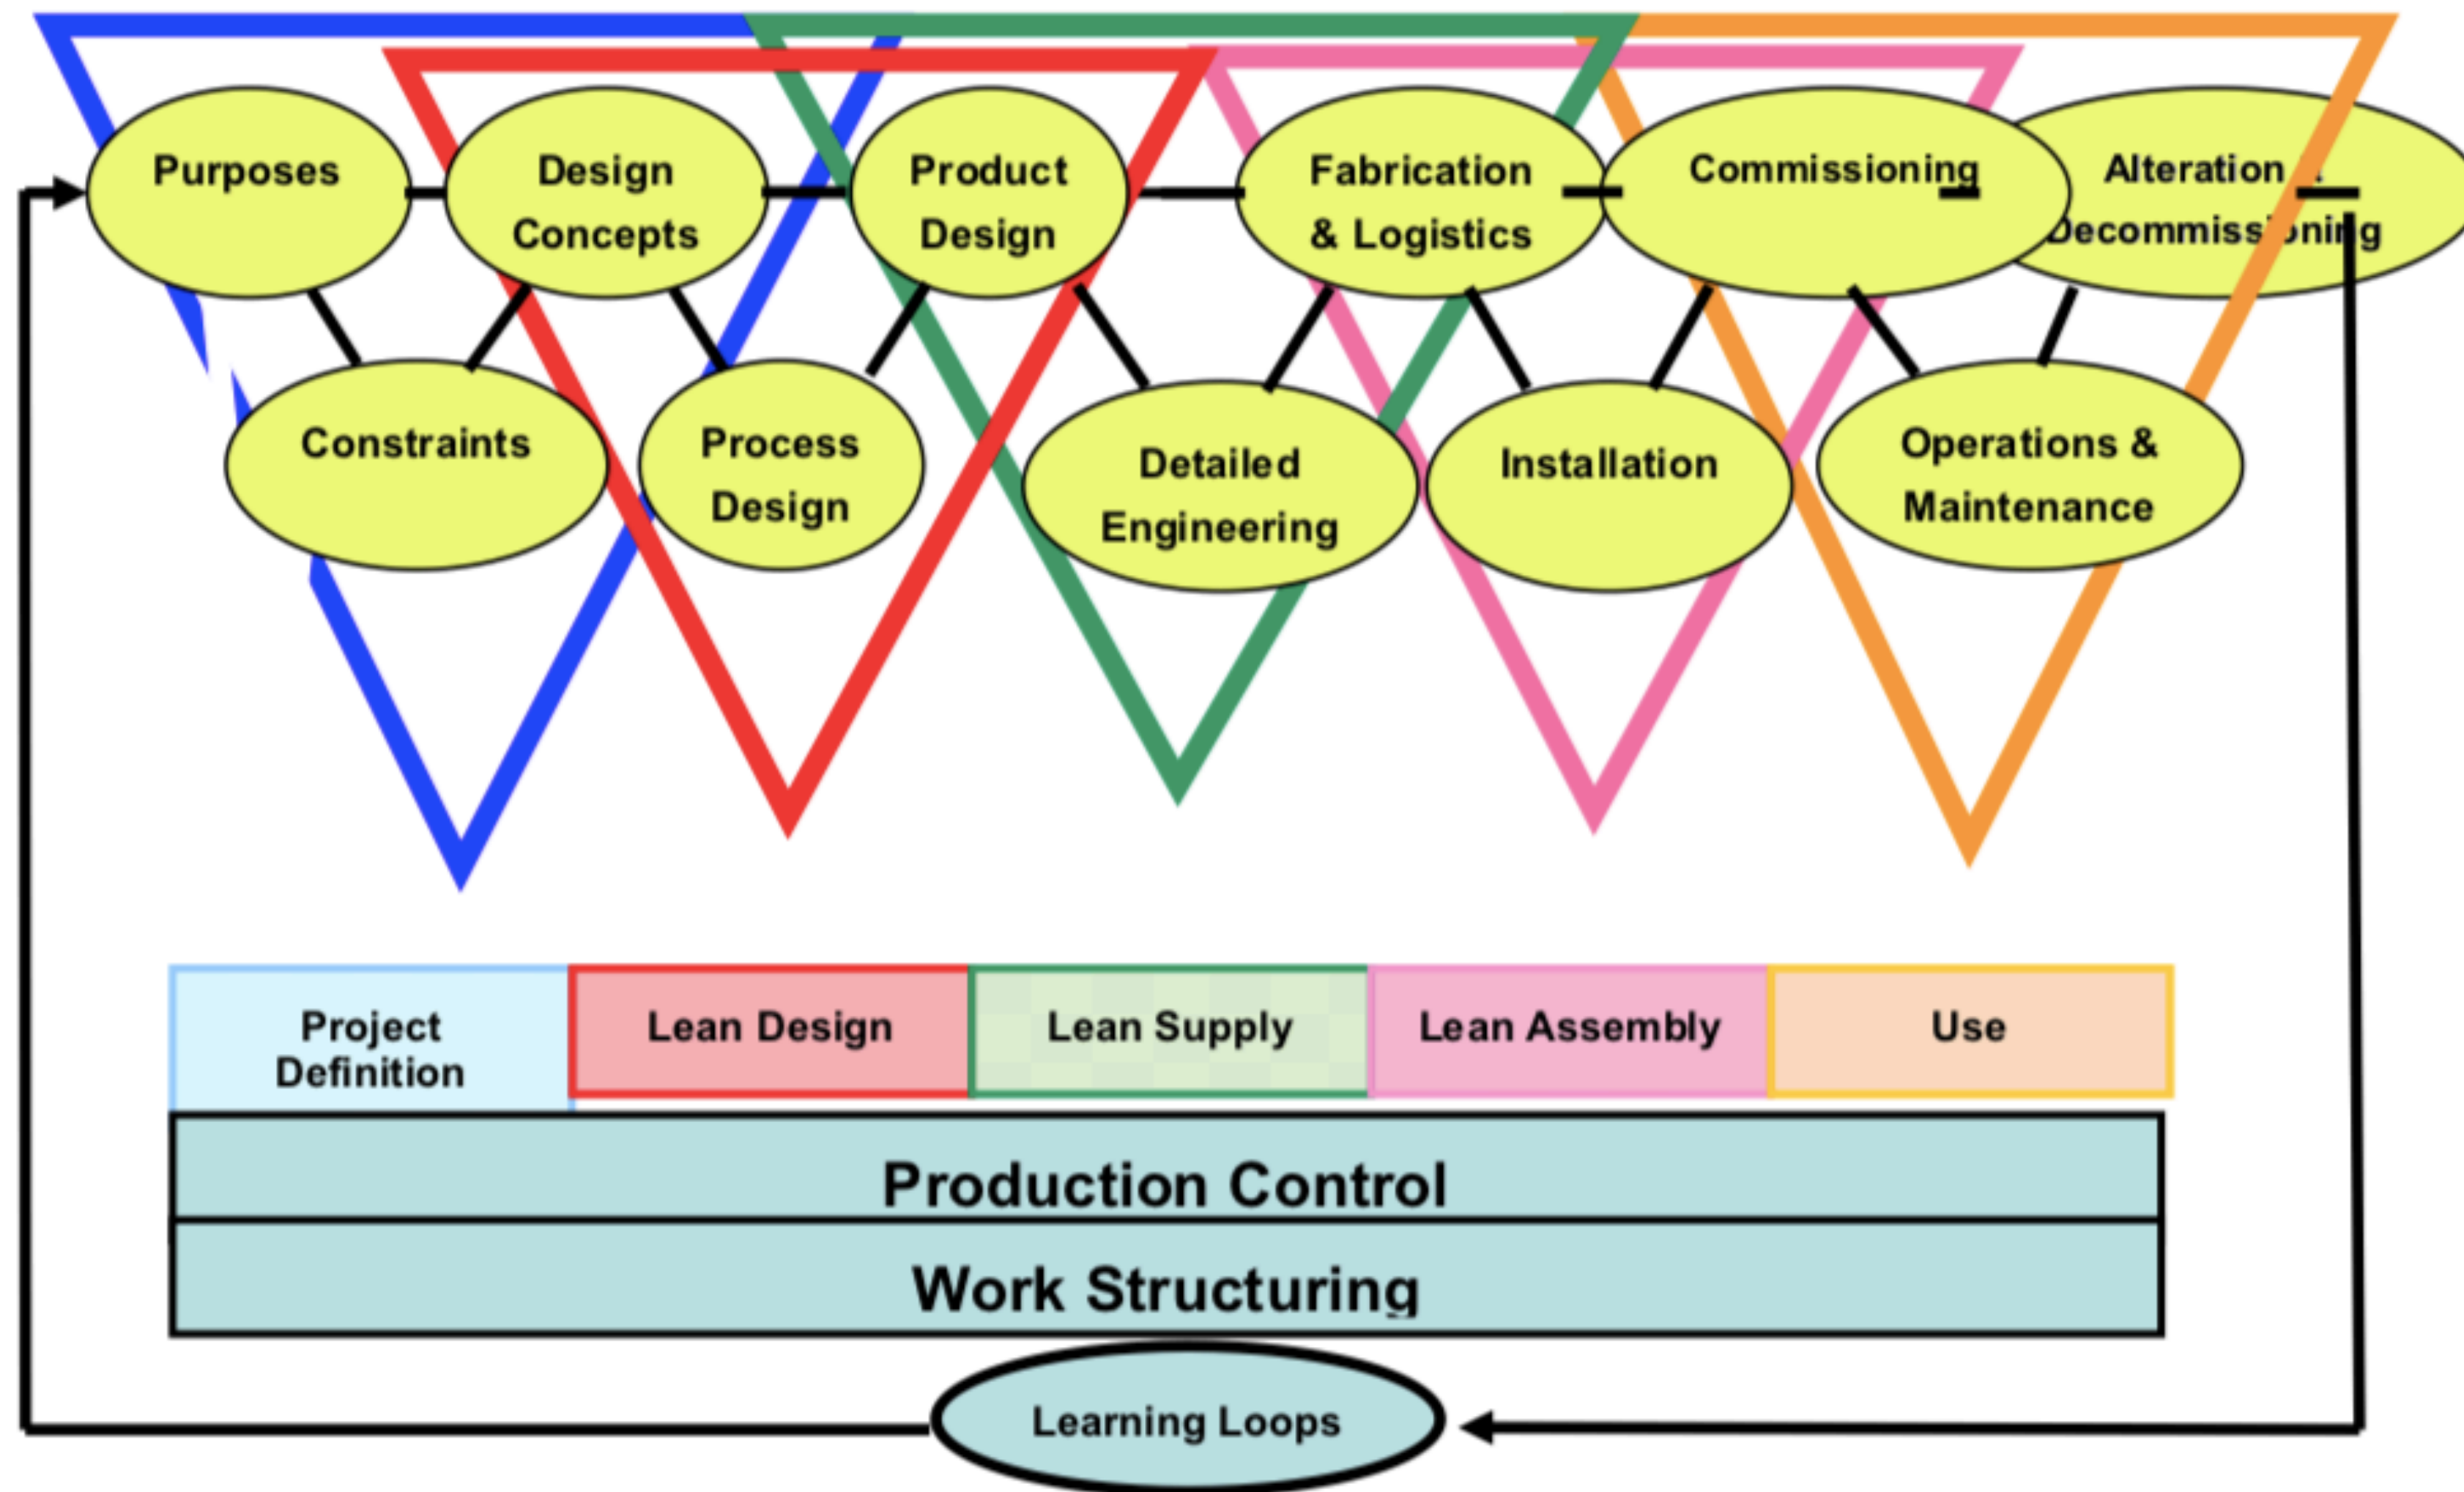 Purposes
Design
Concepts
Product
Design
Fabrication
& Logistics
Commissioning
Alteration
Decommissioning
Constraints
Process
Design
Detailed
Engineering
Installation
Operations &
Maintenance
Project
Definition
Lean Design
Lean Supply
Lean Assembly
Use
Production Control
Work Structuring
Learning Loops